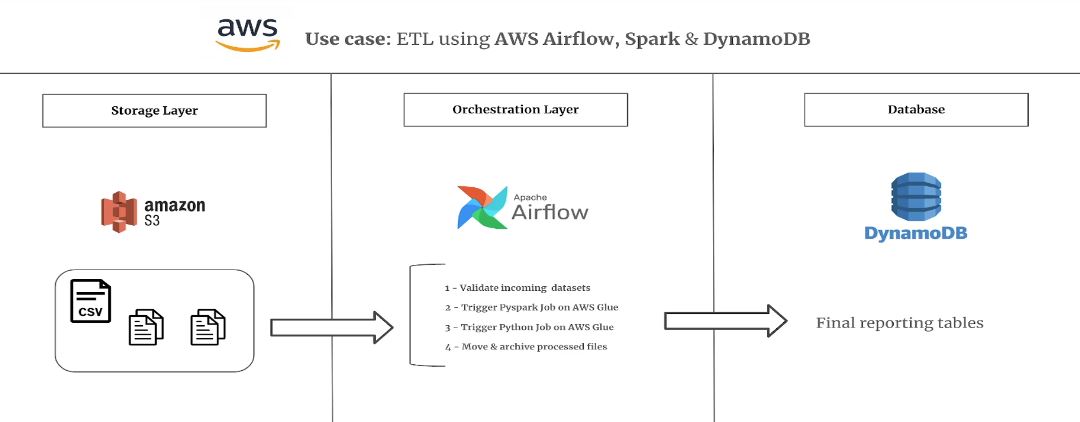 aws
Use case: ETL using AWS Airflow, Spark & DynamoDB
Storage Layer
Orchestration Layer
Database
amazon
S3
Apache
Airflow
DynamoDB
CSV
1 - Validate incoming datasets
2 - Trigger Pyspark Job on AWS Glue
3 - Trigger Python Job on AWS Glue
4 - Move & archive processed files
Final reporting tables